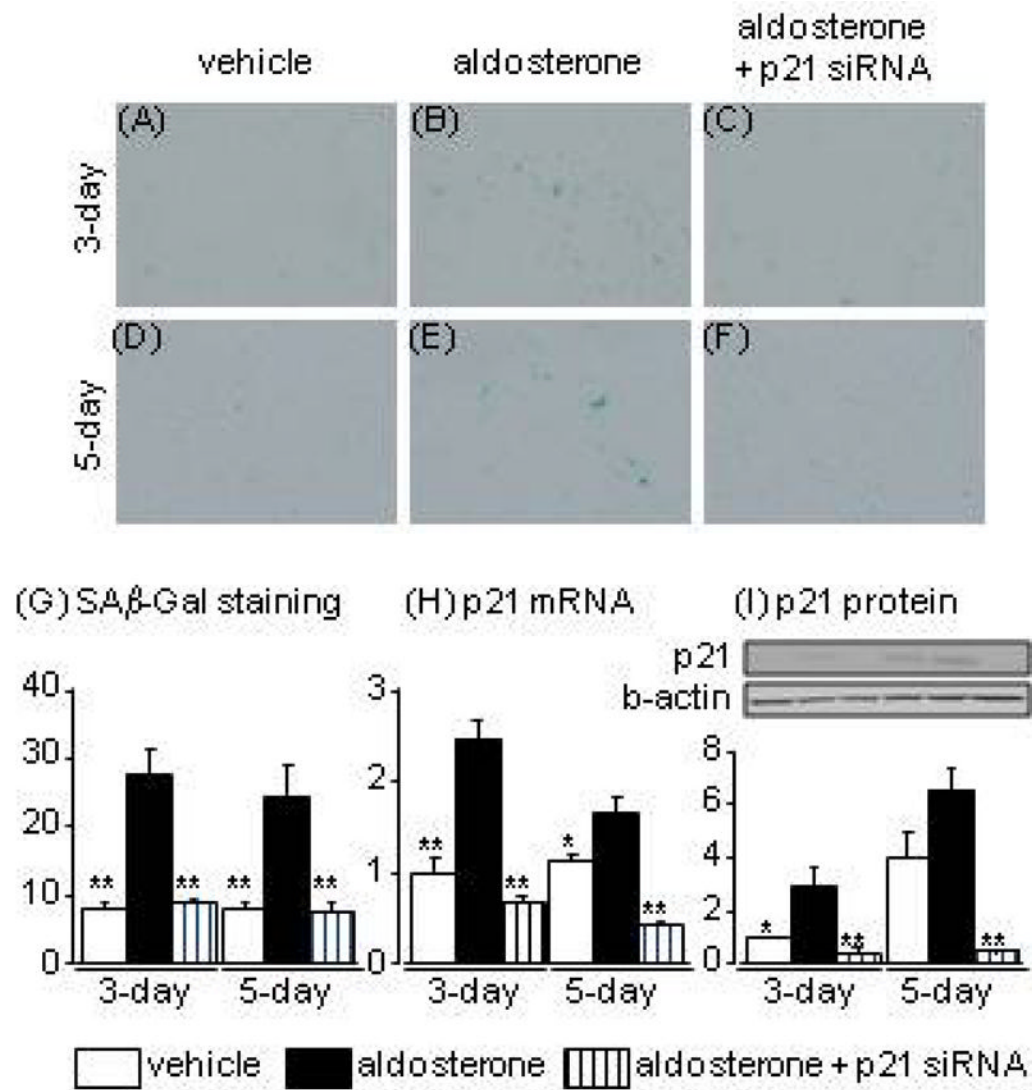 vehicle aldosterone aldosterone + p21 siRNA
3-day
(A) (B) (C)
5-day
(D) (E) (F)
(G) SAβ-Gal staining
40
30
20
10
0
** ** ** **
3-day 5-day
(H) p21 mRNA
3
2
1
0
** ** * **
3-day 5-day
(I) p21 protein
p21
b-actin
8
6
4
2
0
* ** **
3-day 5-day
vehicle aldosterone aldosterone + p21 siRNA